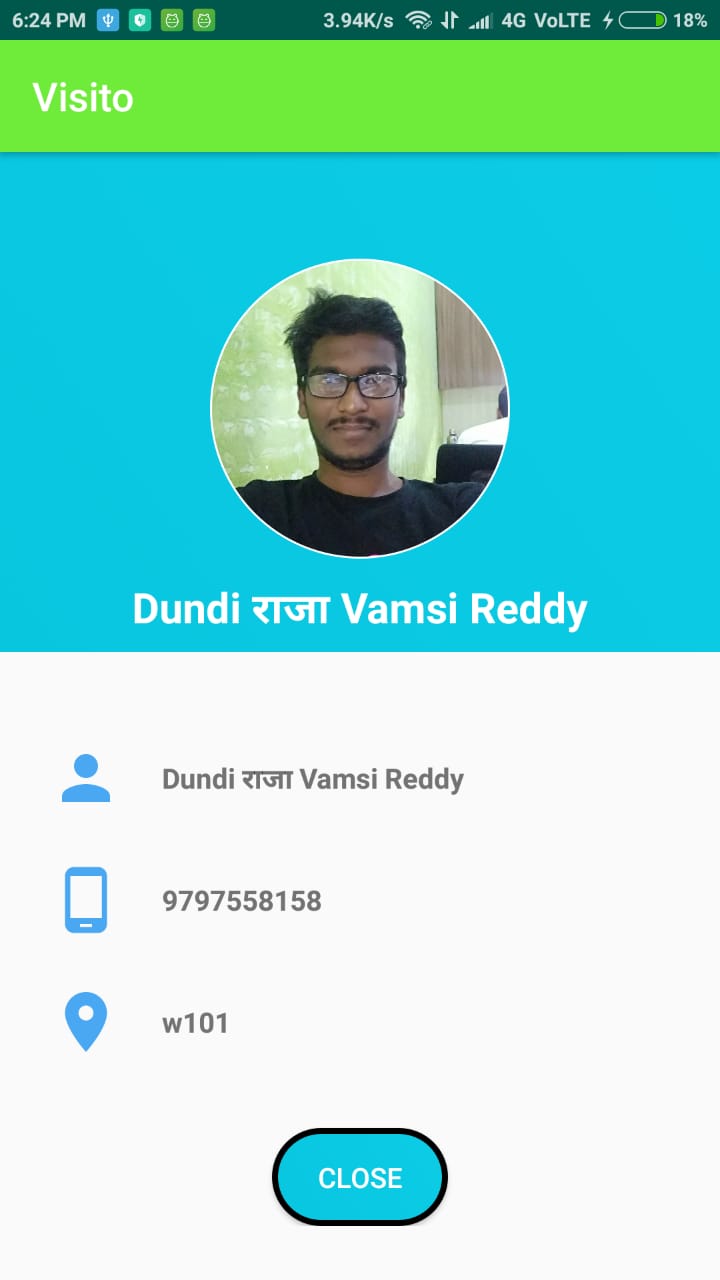 6:24 PM 3.94K/s 4G VoLTE 18%
Visito
Dundi राजा Vamsi Reddy
Dundi राजा Vamsi Reddy
9797558158
w101
CLOSE